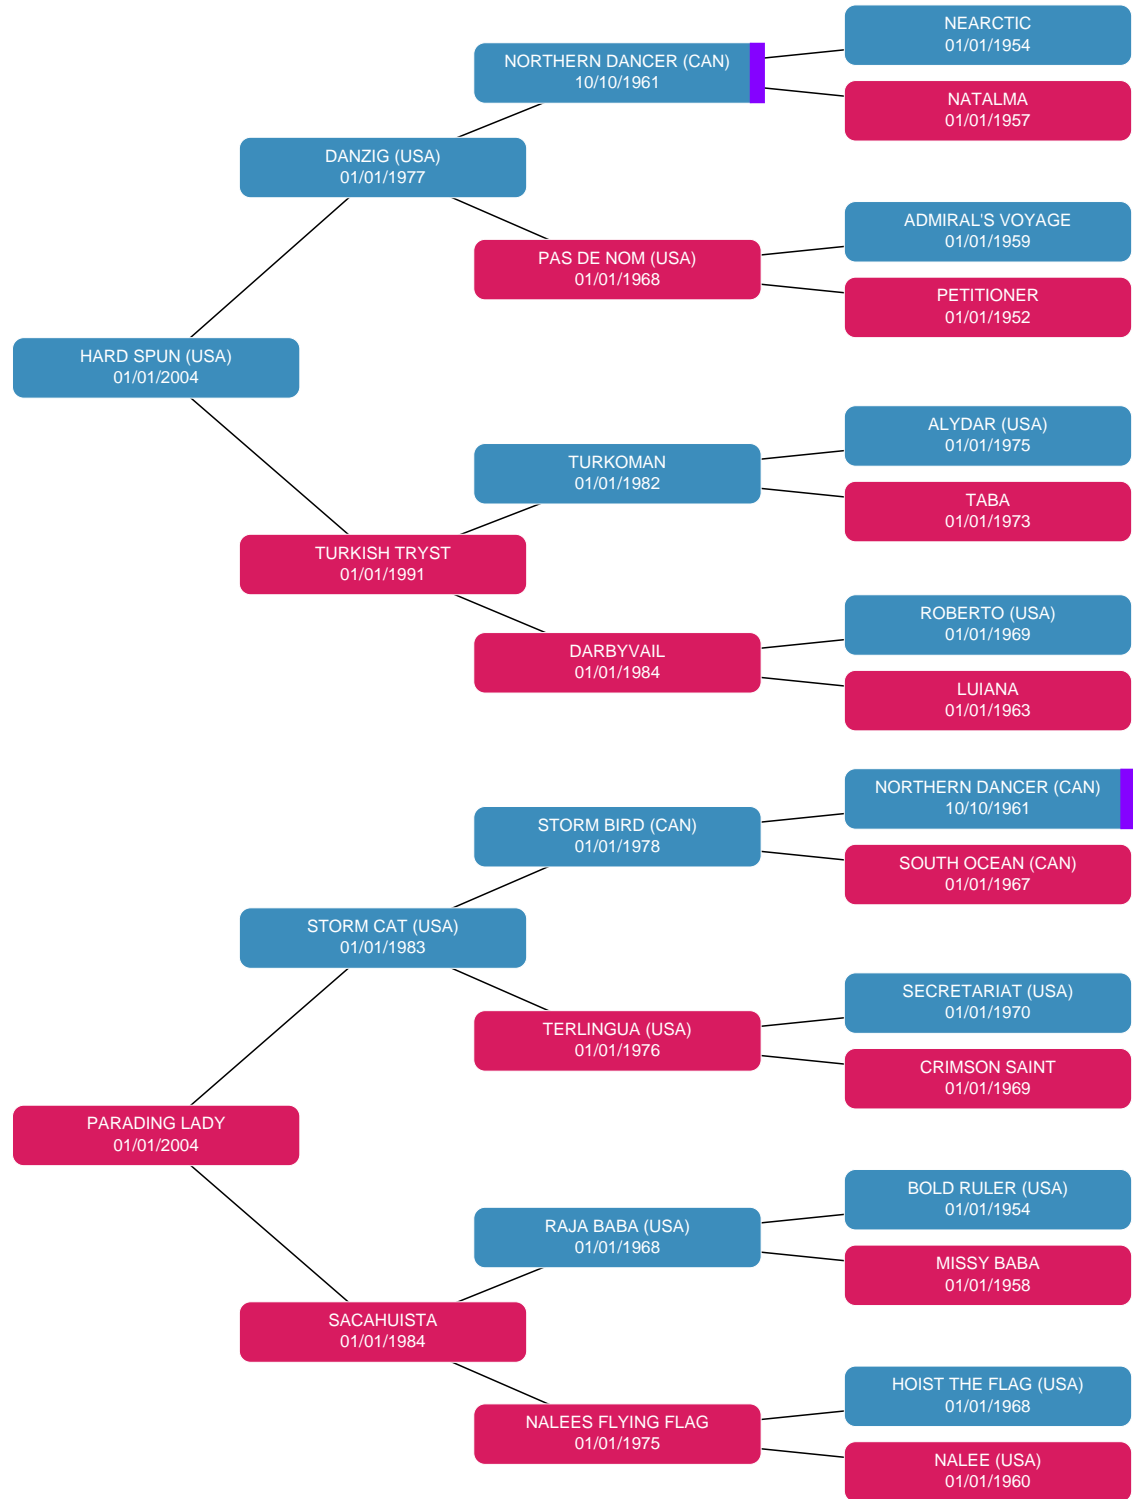 NEARCTIC
01/01/1954
NORTHERN DANCER (CAN)
10/10/1961
NATALMA
01/01/1957
DANZIG (USA)
01/01/1977
ADMIRAL'S VOYAGE
01/01/1959
PAS DE NOM (USA)
01/01/1968
PETITIONER
01/01/1952
HARD SPUN (USA)
01/01/2004
ALYDAR (USA)
01/01/1975
TURKOMAN
01/01/1982
TABA
01/01/1973
TURKISH TRYST
01/01/1991
ROBERTO (USA)
01/01/1969
DARBYVAIL
01/01/1984
LUIANA
01/01/1963
NORTHERN DANCER (CAN)
10/10/1961
STORM BIRD (CAN)
01/01/1978
SOUTH OCEAN (CAN)
01/01/1967
STORM CAT (USA)
01/01/1983
SECRETARIAT (USA)
01/01/1970
TERLINGUA (USA)
01/01/1976
CRIMSON SAINT
01/01/1969
PARADING LADY
01/01/2004
BOLD RULER (USA)
01/01/1954
RAJA BABA (USA)
01/01/1968
MISSY BABA
01/01/1958
SACAHUISTA
01/01/1984
HOIST THE FLAG (USA)
01/01/1968
NALEES FLYING FLAG
01/01/1975
NALEE (USA)
01/01/1960